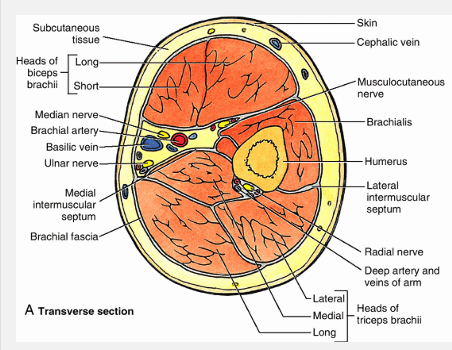 Subcutaneous
tissue
Heads of
biceps
brachii
Long
Short
Median nerve
Brachial artery
Basilic vein
Ulnar nerve
Medial
intermuscular
septum
Brachial fascia
Skin
Cephalic vein
Musculocutaneous
nerve
Brachialis
Humerus
Lateral
intermuscular
septum
Radial nerve
Deep artery and
veins of arm
Lateral
Medial
Long
Heads of
triceps brachii
A Transverse section